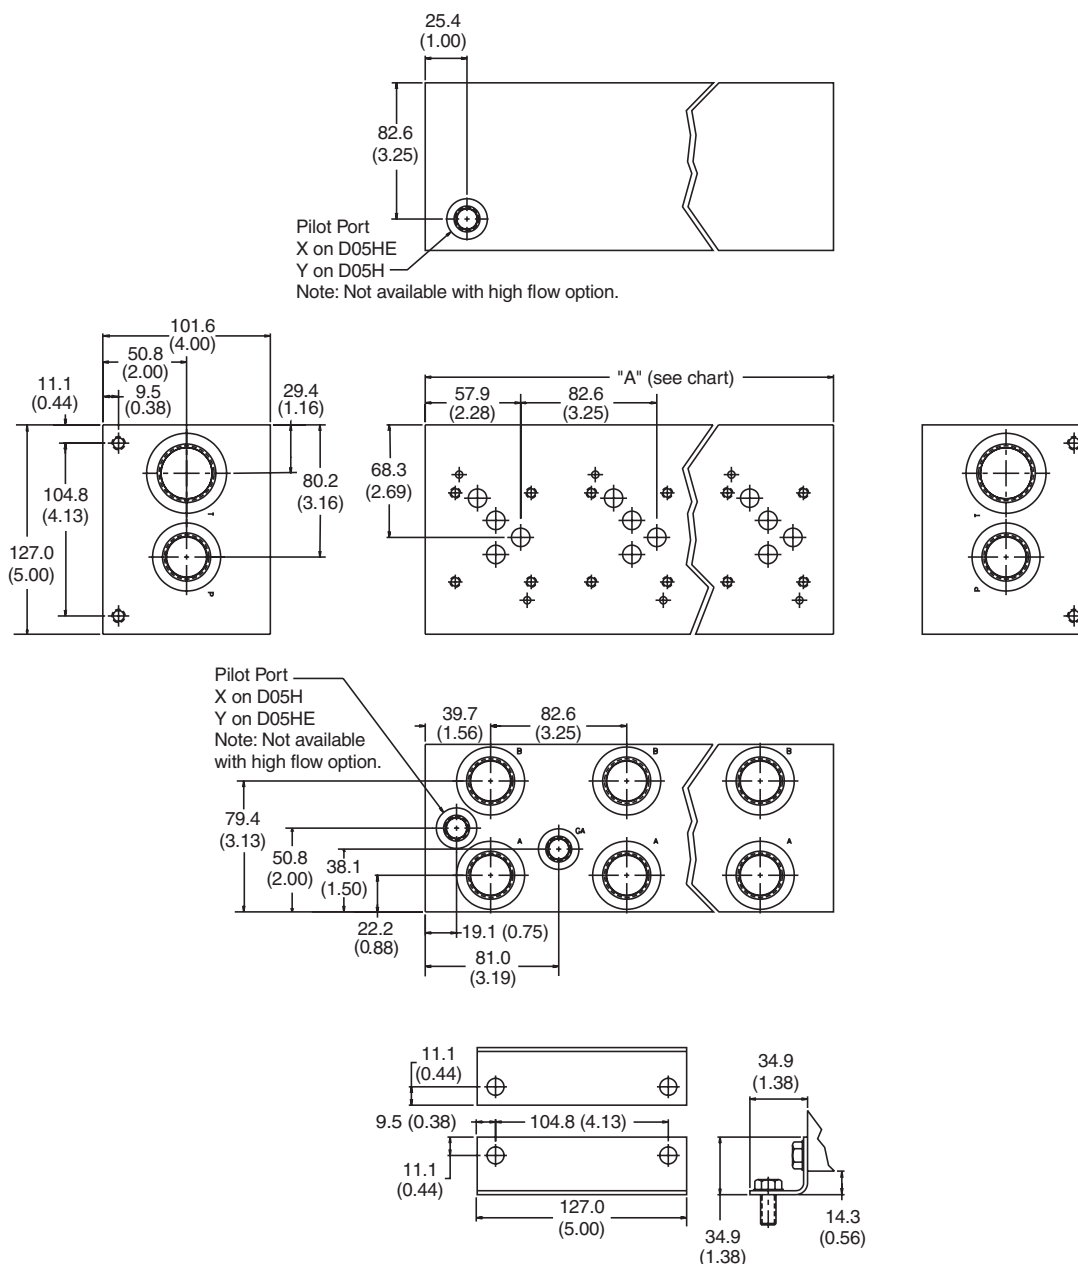 25.4
(1.00)
82.6
(3.25)
Pilot Port
X on D05HE
Y on D05H
Note: Not available with high flow option.
101.6
(4.00)
50.8
(2.00)
11.1
(0.44)
9.5
(0.38)
29.4
(1.16)
104.8
(4.13)
80.2
(3.16)
127.0
(5.00)
T
P
"A" (see chart)
57.9
(2.28)
82.6
(3.25)
68.3
(2.69)
T
P
Pilot Port
X on D05H
Y on D05HE
Note: Not available
with high flow option.
39.7
(1.56)
82.6
(3.25)
B
B
B
79.4
(3.13)
50.8
(2.00)
38.1
(1.50)
GA
A
A
A
22.2
(0.88)
19.1 (0.75)
81.0
(3.19)
11.1
(0.44)
9.5 (0.38)
104.8 (4.13)
11.1
(0.44)
127.0
(5.00)
34.9
(1.38)
34.9
(1.38)
14.3
(0.56)